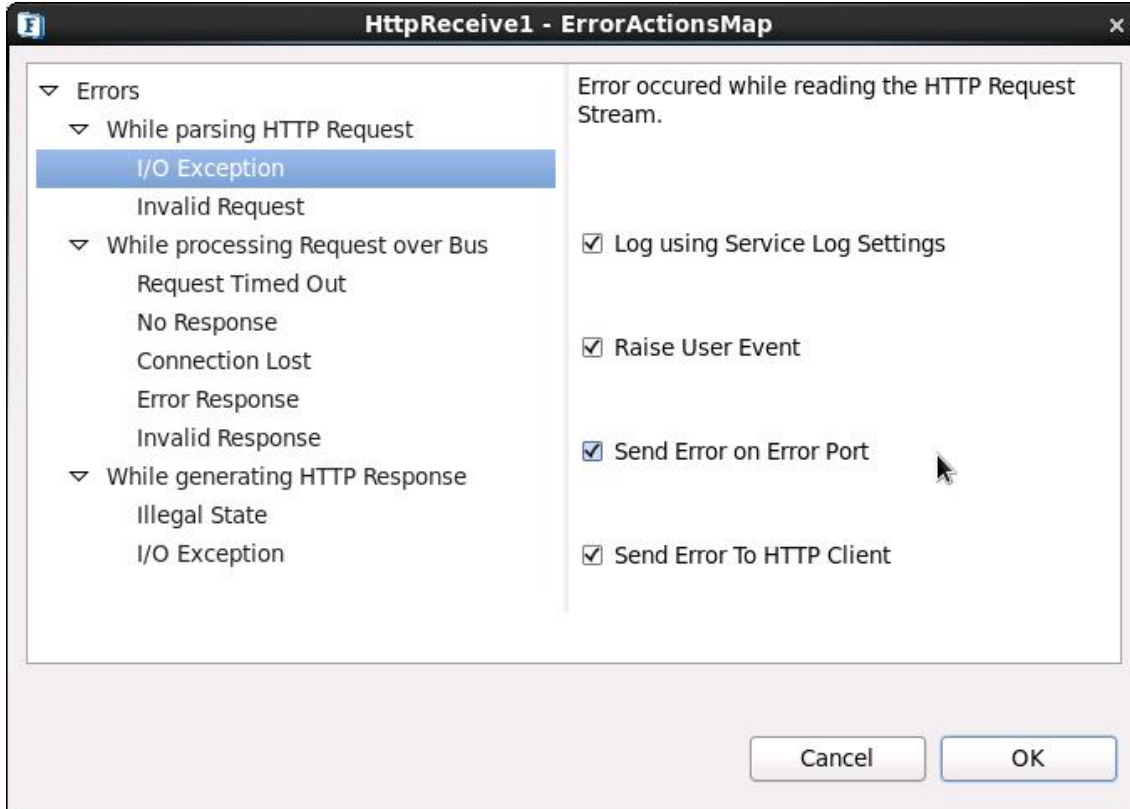 HttpReceive1 - ErrorActionsMap
Errors
While parsing HTTP Request
I/O Exception
Invalid Request
While processing Request over Bus
Request Timed Out
No Response
Connection Lost
Error Response
Invalid Response
While generating HTTP Response
Illegal State
I/O Exception
Error occured while reading the HTTP Request
Stream.
Log using Service Log Settings
Raise User Event
Send Error on Error Port
Send Error To HTTP Client
Cancel
OK